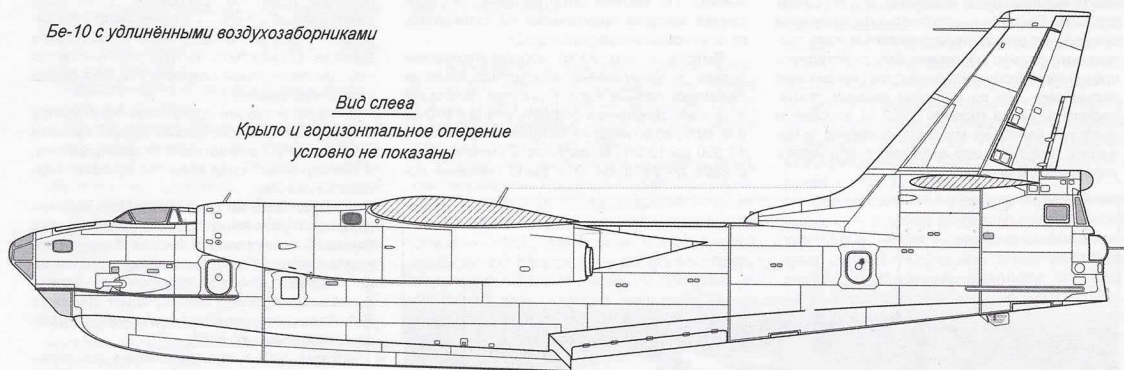 Бе-10 с удлинёнными воздухозаборниками
Вид слева
Крыло и горизонтальное оперение
условно не показаны